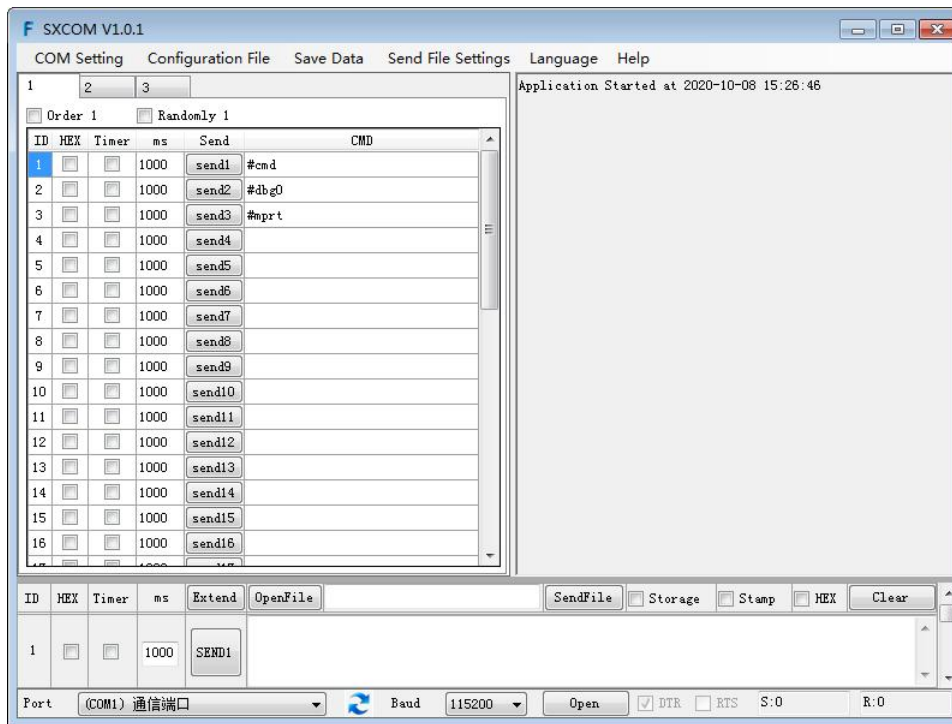 F SXCOM V1.0.1
COM Setting Configuration File Save Data Send File Settings Language Help
1 2 3
Order 1 Randomly 1
ID HEX Timer ms Send CMD
1 1000 send1 #cmd
2 1000 send2 #dbg0
3 1000 send3 #mprt
4 1000 send4
5 1000 send5
6 1000 send6
7 1000 send7
8 1000 send8
9 1000 send9
10 1000 send10
11 1000 send11
12 1000 send12
13 1000 send13
14 1000 send14
15 1000 send15
16 1000 send16
Application Started at 2020-10-08 15:26:46
ID HEX Timer ms Extend OpenFile SendFile Storage Stamp HEX Clear
1 1000 SEND1
Port (COM1) 通信端口 Baud 115200 Open DTR RTS S:0 R:0